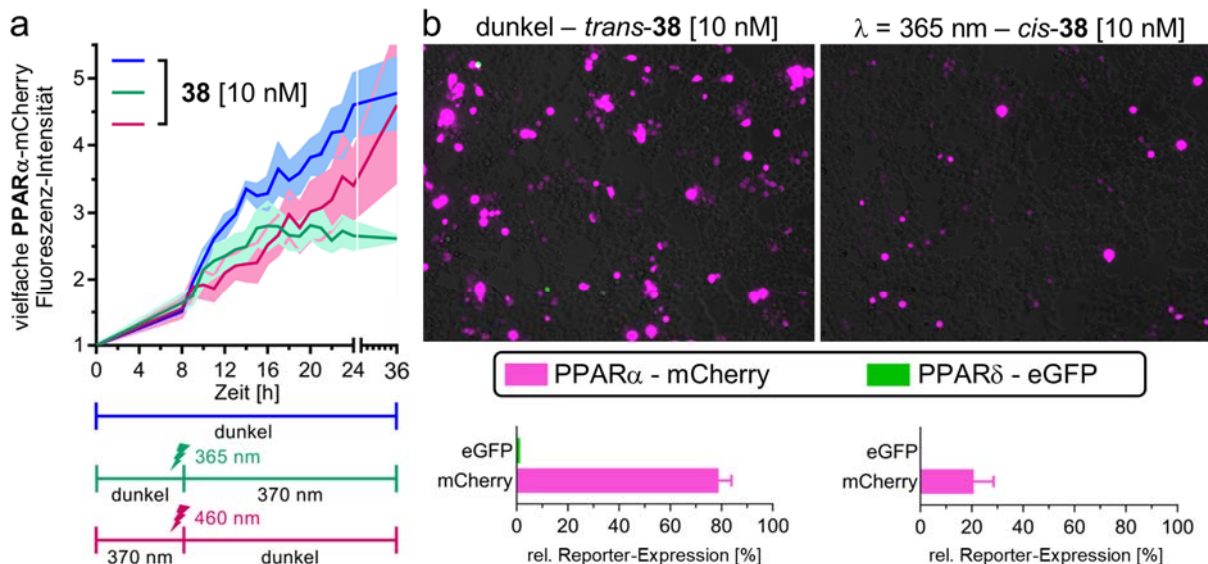 a
vielfache PPARα-mCherry
Fluoreszenz-Intensität
5
4
3
2
1
38 [10 nM]
0 4 8 12 16 20 24 36
Zeit [h]
dunkel
365 nm
dunkel 370 nm
460 nm
370 nm dunkel
b
dunkel – trans-38 [10 nM]
λ = 365 nm – cis-38 [10 nM]
PPARα - mCherry PPARδ - eGFP
eGFP
mCherry
0 20 40 60 80 100
rel. Reporter-Expression [%]
eGFP
mCherry
0 20 40 60 80 100
rel. Reporter-Expression [%]